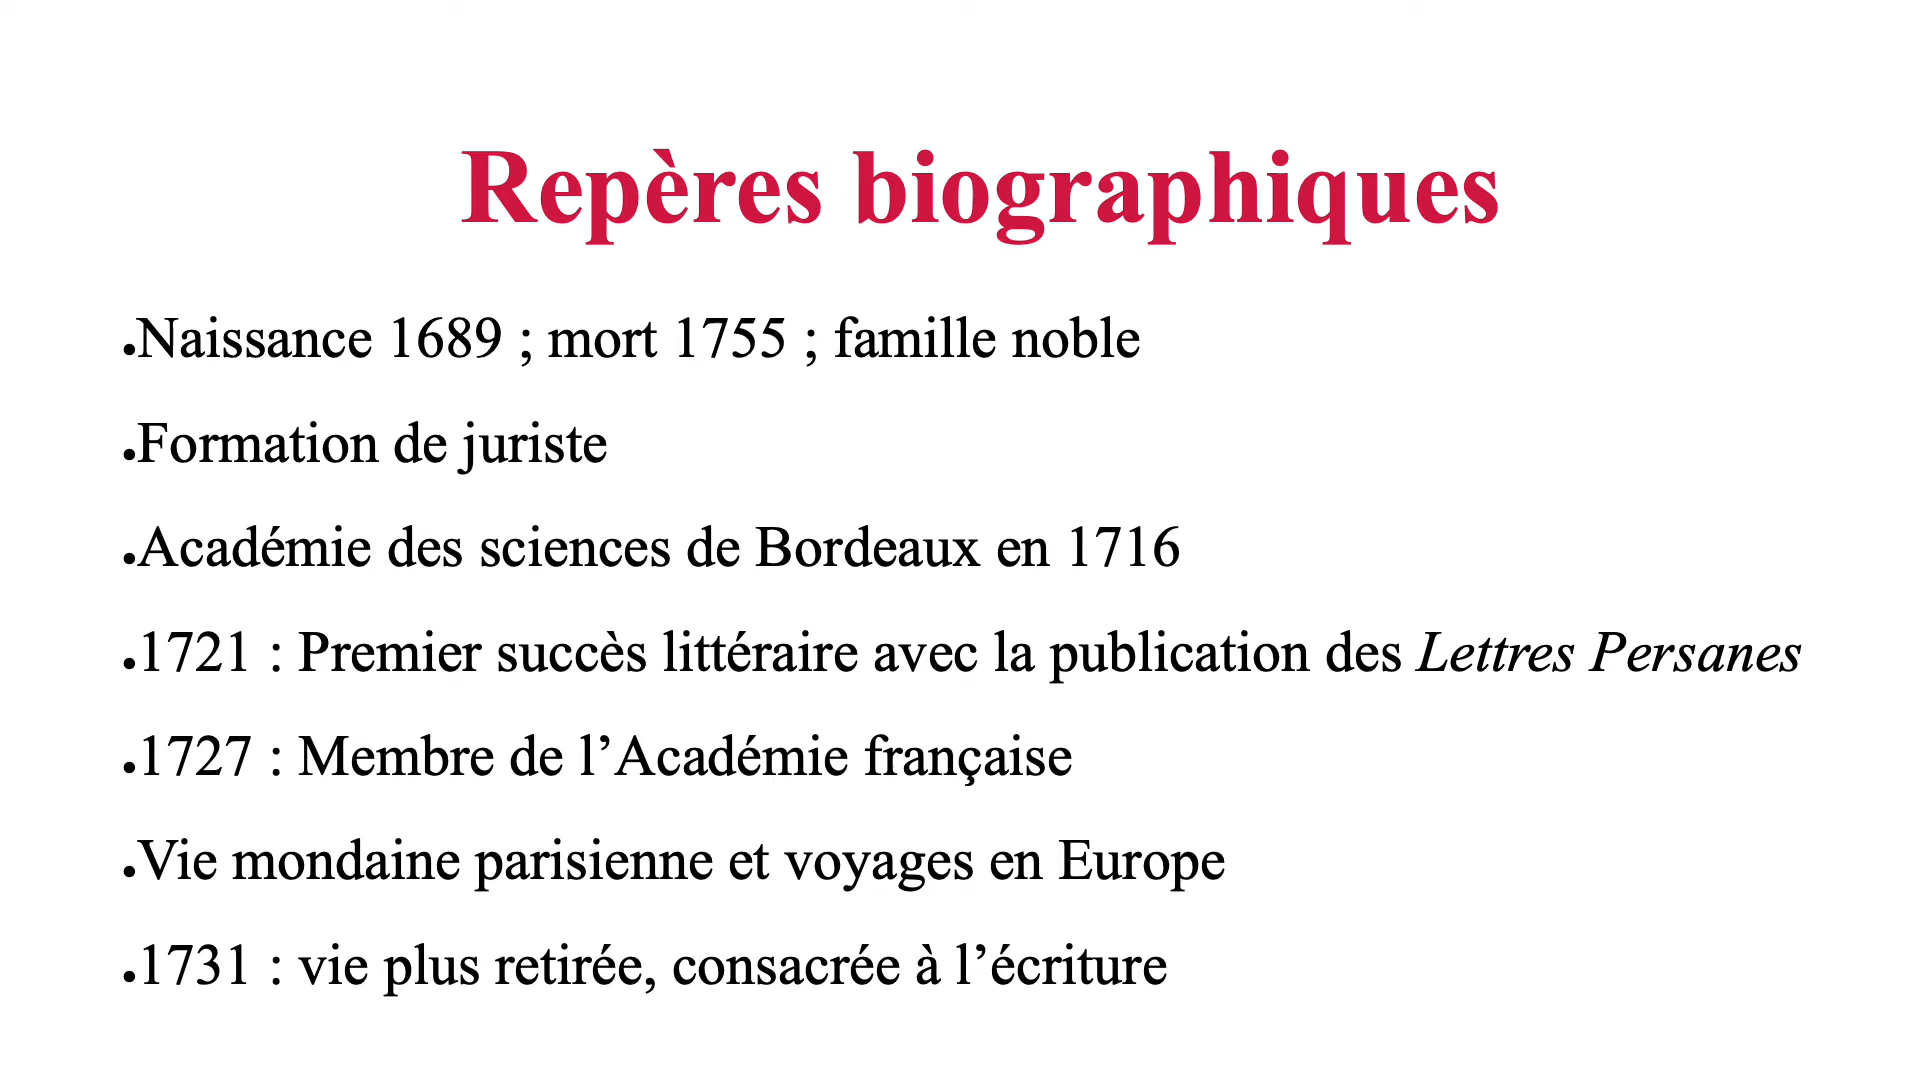 Repères biographiques
•Naissance 1689 ; mort 1755 ; famille noble
•Formation de juriste
•Académie des sciences de Bordeaux en 1716
•1721 : Premier succès littéraire avec la publication des Lettres Persanes
•1727 : Membre de l’Académie française
•Vie mondaine parisienne et voyages en Europe
•1731 : vie plus retirée, consacrée à l’écriture